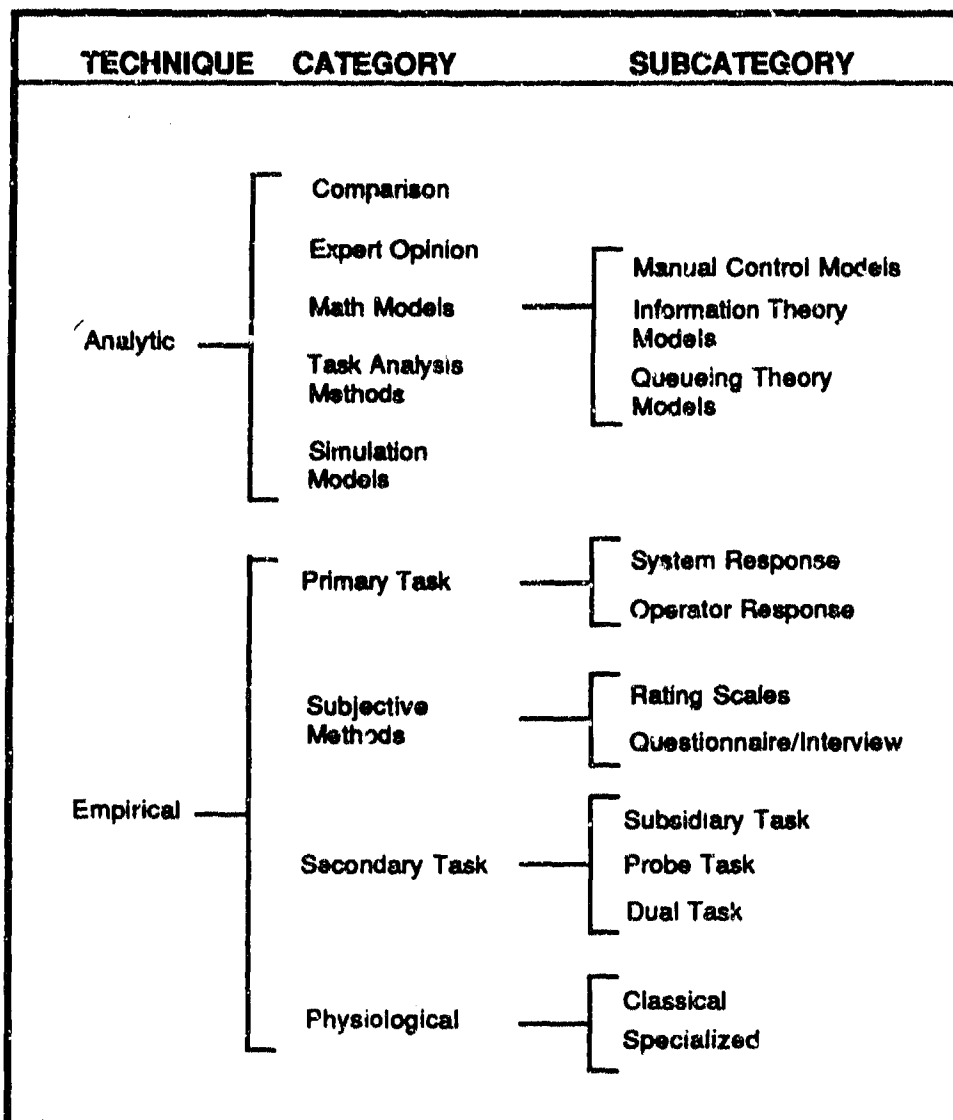 TECHNIQUE CATEGORY SUBCATEGORY
Analytic
Comparison
Expert Opinion
Math Models
Task Analysis
Methods
Simulation
Models
Manual Control Models
Information Theory
Models
Queueing Theory
Models
Empirical
Primary Task
System Response
Operator Response
Subjective
Methods
Rating Scales
Questionnaire/Interview
Secondary Task
Subsidiary Task
Probe Task
Dual Task
Physiological
Classical
Specialized